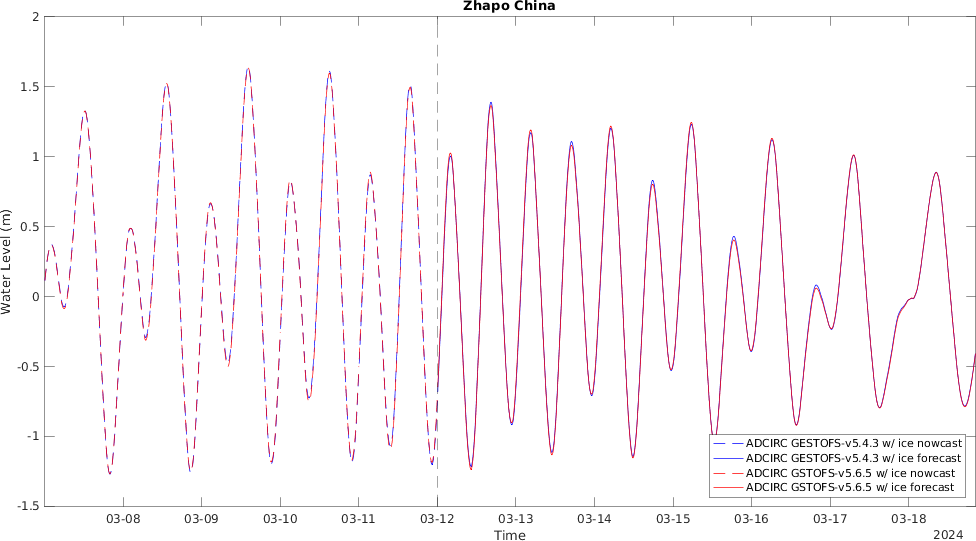 Zhapo China
Water Level (m)
2
1.5
1
0.5
0
-0.5
-1
-1.5
ADCIRC GESTOFS-v5.4.3 w/ ice nowcast
ADCIRC GESTOFS-v5.4.3 w/ ice forecast
ADCIRC GSTOFS-v5.6.5 w/ ice nowcast
ADCIRC GSTOFS-v5.6.5 w/ ice forecast
03-08 03-09 03-10 03-11 03-12 03-13 03-14 03-15 03-16 03-17 03-18
Time
2024